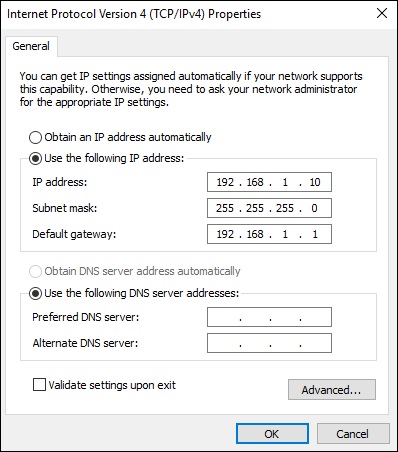 Internet Protocol Version 4 (TCP/IPv4) Properties
General
You can get IP settings assigned automatically if your network supports
this capability. Otherwise, you need to ask your network administrator
for the appropriate IP settings.
Obtain an IP address automatically
Use the following IP address:
IP address: 192 . 168 . 1 . 10
Subnet mask: 255 . 255 . 255 . 0
Default gateway: 192 . 168 . 1 . 1
Obtain DNS server address automatically
Use the following DNS server addresses:
Preferred DNS server: . . .
Alternate DNS server: . . .
Validate settings upon exit
Advanced...
OK Cancel